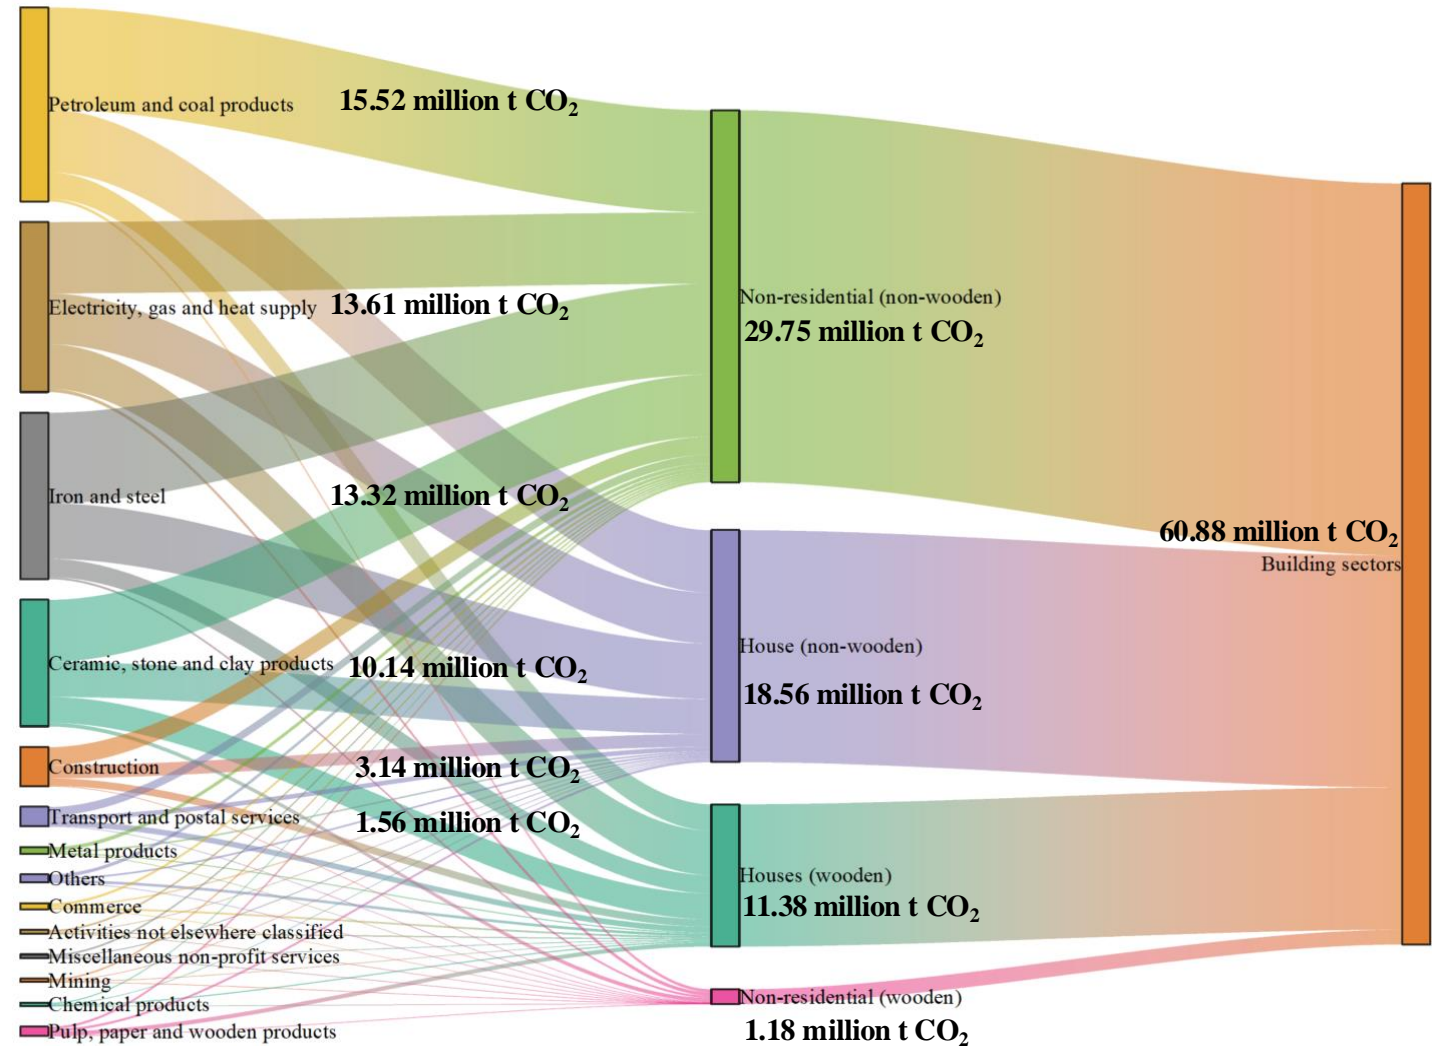 Petroleum and coal products 15.52 million t CO₂
Electricity, gas and heat supply 13.61 million t CO₂
Iron and steel 13.32 million t CO₂
Ceramic, stone and clay products 10.14 million t CO₂
Construction 3.14 million t CO₂
Transport and postal services 1.56 million t CO₂
Metal products
Others
Commerce
Activities not elsewhere classified
Miscellaneous non-profit services
Mining
Chemical products
Pulp, paper and wooden products
Non-residential (non-wooden)
29.75 million t CO₂
House (non-wooden)
18.56 million t CO₂
Houses (wooden)
11.38 million t CO₂
Non-residential (wooden)
1.18 million t CO₂
60.88 million t CO₂
Building sectors